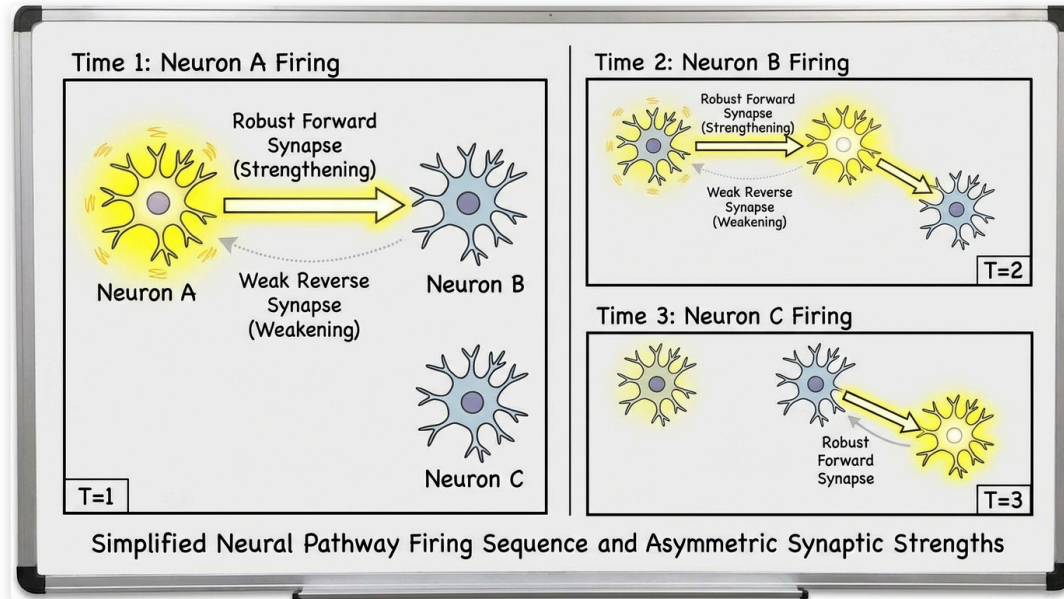 Time 1: Neuron A Firing
Robust Forward
Synapse
(Strengthening)
Neuron A
Weak Reverse
Synapse
(Weakening)
Neuron B
Neuron C
T=1
Time 2: Neuron B Firing
Robust Forward
Synapse
(Strengthening)
Weak Reverse
Synapse
(Weakening)
T=2
Time 3: Neuron C Firing
Robust
Forward
Synapse
T=3
Simplified Neural Pathway Firing Sequence and Asymmetric Synaptic Strengths